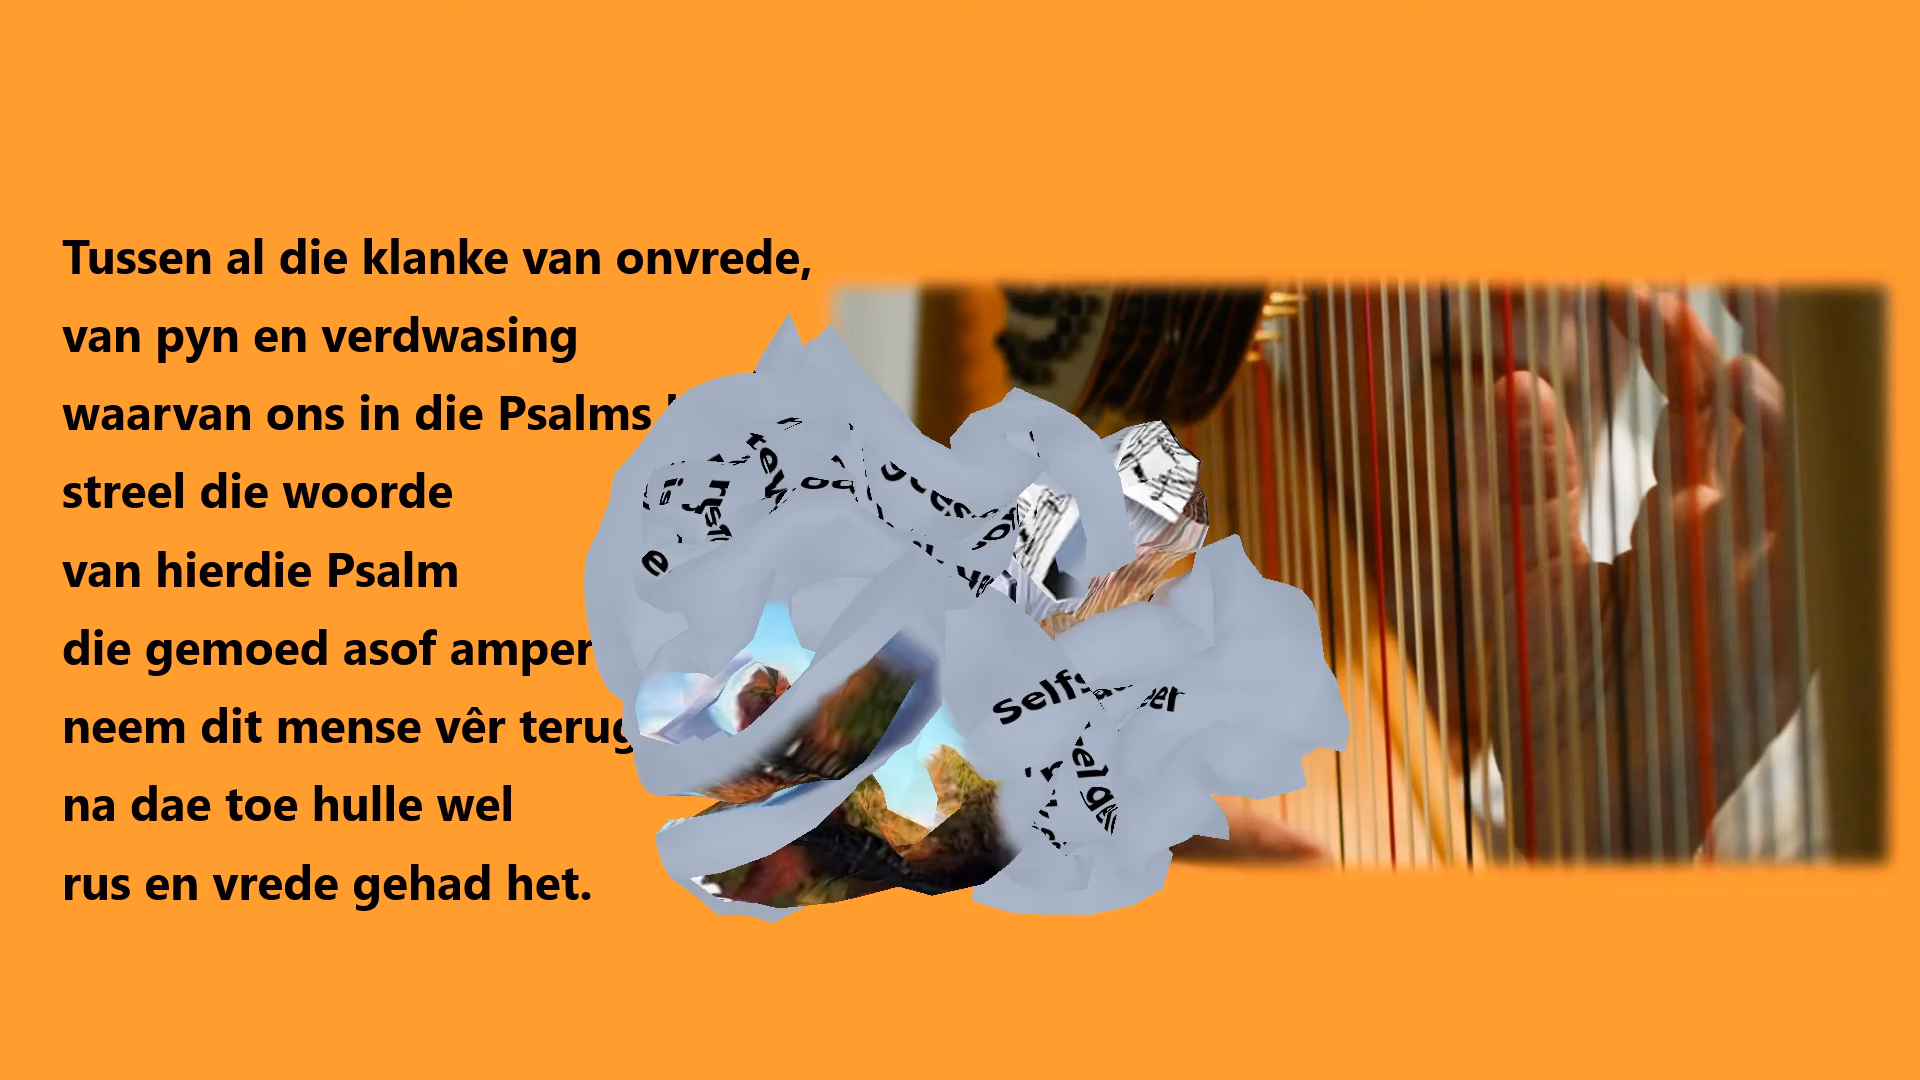 Tussen al die klanke van onvrede,
van pyn en verdwasing
waarvan ons in die Psalms
streel die woorde
van hierdie Psalm
die gemoed asof amper
neem dit mense vêr terug
na dae toe hulle wel
rus en vrede gehad het.